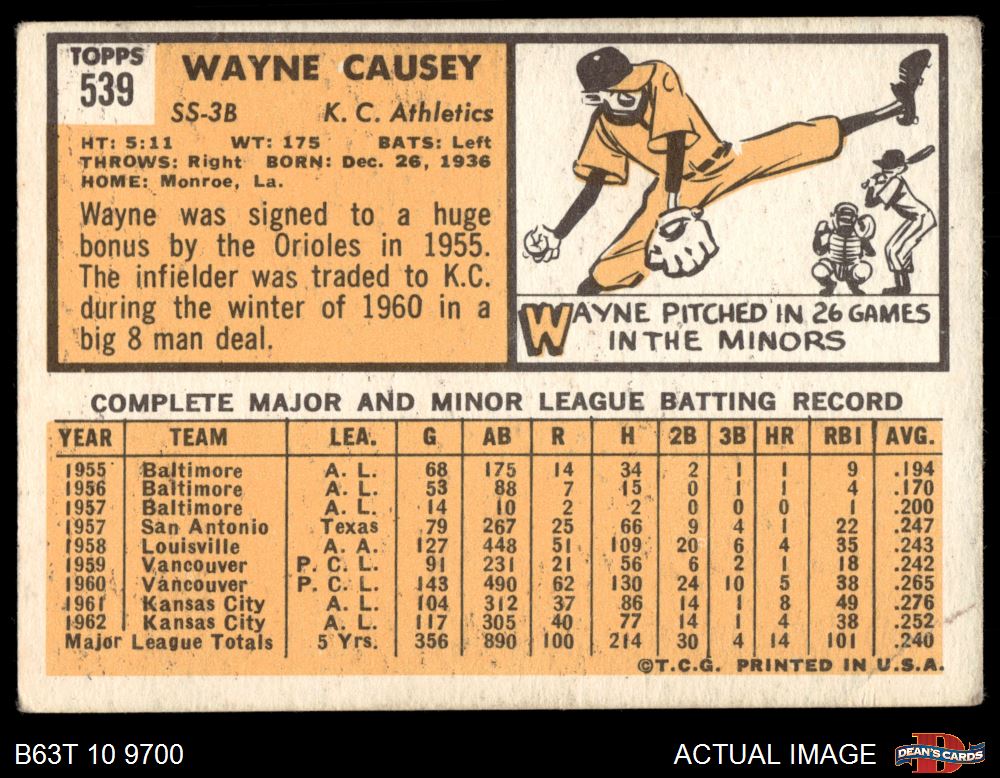 TOPPS
539
WAYNE CAUSEY
SS-3B K. C. Athletics
HT: 5:11 WT: 175 BATS: Left
THROWS: Right BORN: Dec. 26, 1936
HOME: Monroe, La.
Wayne was signed to a huge
bonus by the Orioles in 1955.
The infielder was traded to K.C.
during the winter of 1960 in a
big 8 man deal.
WAYNE PITCHED IN 26 GAMES
IN THE MINORS
COMPLETE MAJOR AND MINOR LEAGUE BATTING RECORD
YEAR TEAM LEA. G AB R H 2B 3B HR RBI AVG.
1955 Baltimore A. L. 68 175 14 34 2 1 1 9 .194
1956 Baltimore A. L. 53 88 7 15 0 1 1 4 .170
1957 Baltimore A. L. 14 10 2 2 0 0 0 1 .200
1957 San Antonio Texas 79 267 25 66 9 4 1 22 .247
1958 Louisville A. A. 127 448 51 109 20 6 4 35 .243
1959 Vancouver P. C. L. 91 231 21 56 6 2 1 18 .242
1960 Vancouver P. C. L. 143 490 62 130 24 10 5 38 .265
1961 Kansas City A. L. 104 312 37 86 14 1 8 49 .276
1962 Kansas City A. L. 117 305 40 77 14 1 4 38 .252
Major League Totals 5 Yrs. 356 890 100 214 30 4 14 101 .240
©T.C.G. PRINTED IN U.S.A.
B63T 10 9700 ACTUAL IMAGE DEAN'S CARDS